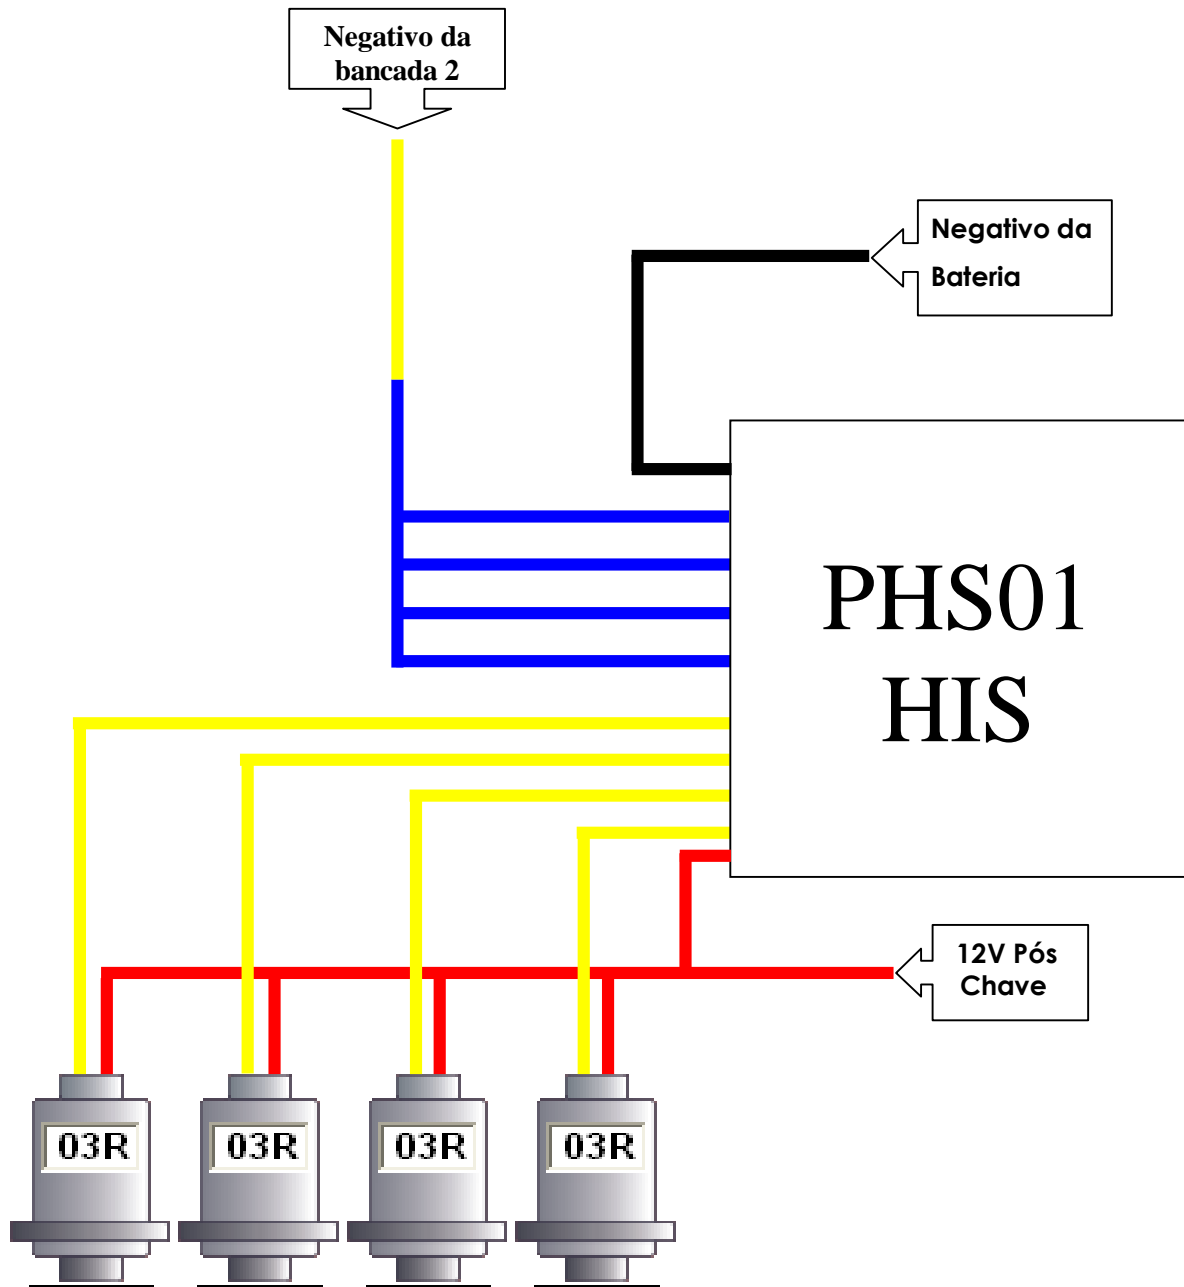 Negativo da
bancada 2
Negativo da
Bateria
PHS01
HIS
12V Pós
Chave
03R
03R
03R
03R